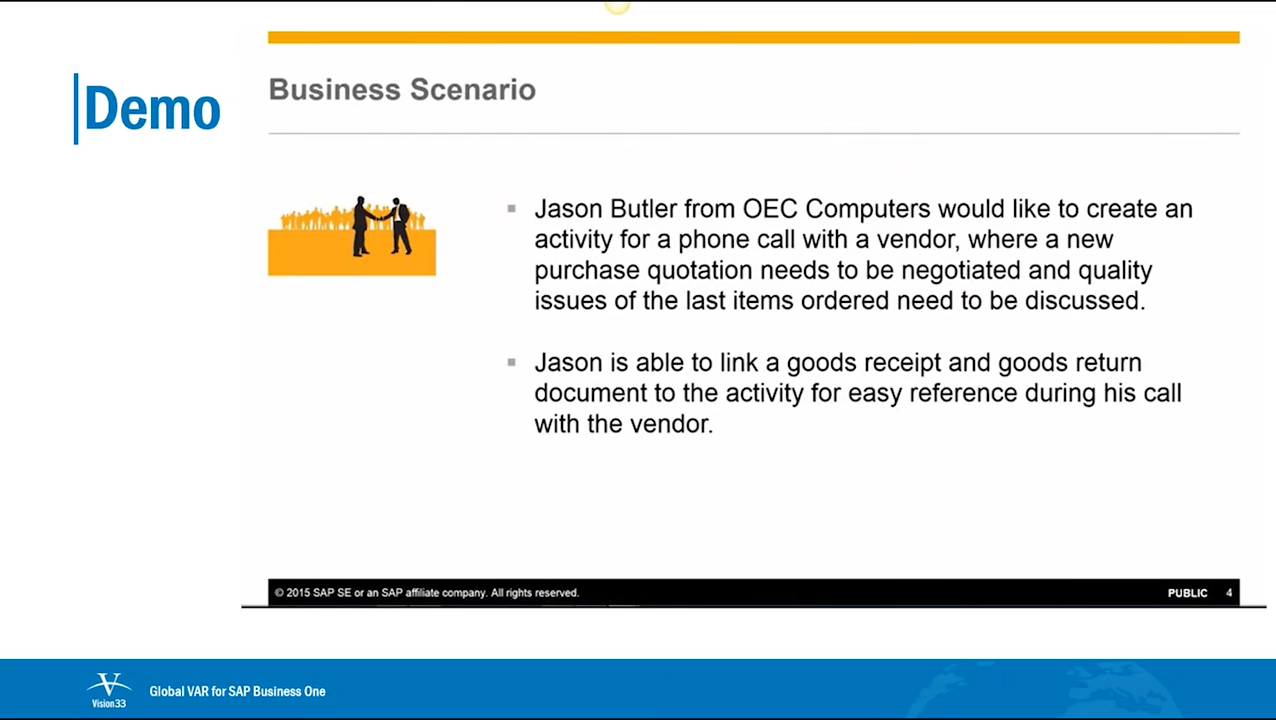 Demo
Business Scenario
▪ Jason Butler from OEC Computers would like to create an
activity for a phone call with a vendor, where a new
purchase quotation needs to be negotiated and quality
issues of the last items ordered need to be discussed.
▪ Jason is able to link a goods receipt and goods return
document to the activity for easy reference during his call
with the vendor.
© 2015 SAP SE or an SAP affiliate company. All rights reserved.
PUBLIC 4
Vision33
Global VAR for SAP Business One